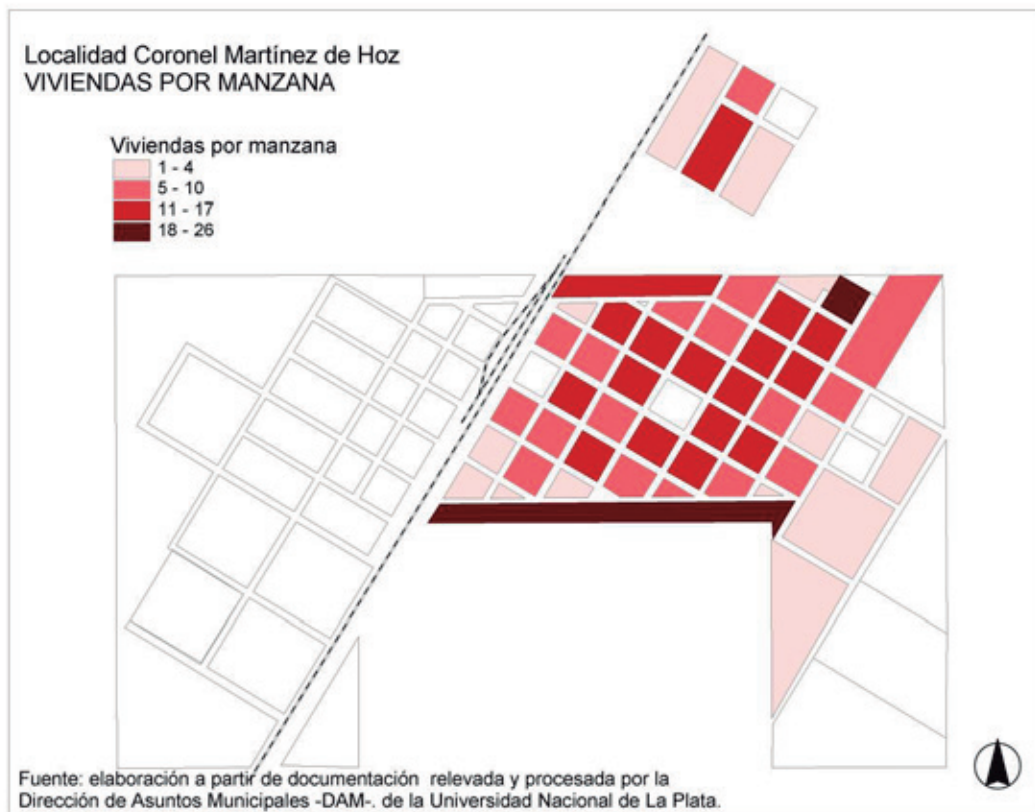 Localidad Coronel Martínez de Hoz
VIVIENDAS POR MANZANA
Viviendas por manzana
1 - 4
5 - 10
11 - 17
18 - 26
Fuente: elaboración a partir de documentación relevada y procesada por la
Dirección de Asuntos Municipales -DAM-. de la Universidad Nacional de La Plata.